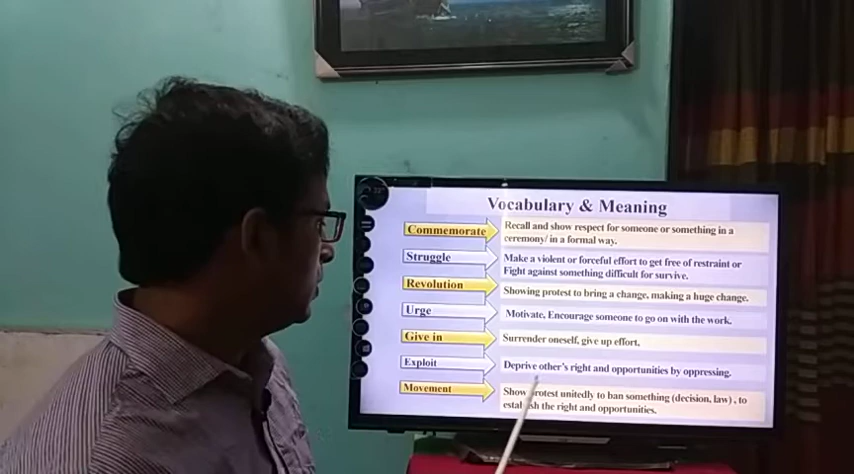 Vocabulary & Meaning
Commemorate
Recall and show respect for someone or something in a
ceremony/ in a formal way.
Struggle
Make a violent or forceful effort to get free of restraint or
Fight against something difficult for survive.
Revolution
Showing protest to bring a change, making a huge change.
Urge
Motivate, Encourage someone to go on with the work.
Give in
Surrender oneself, give up effort.
Exploit
Deprive other's right and opportunities by oppressing.
Movement
Show protest unitedly to ban something (decision, law), to
establish the right and opportunities.